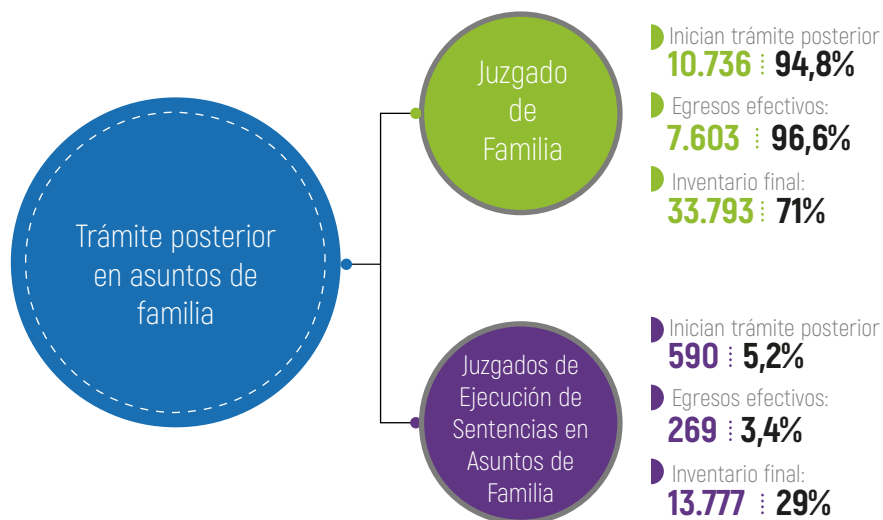 Trámite posterior
en asuntos de
familia
Juzgado
de
Familia
Inician trámite posterior
10.736 94,8%
Egresos efectivos:
7.603 96,6%
Inventario final:
33.793 71%
Juzgados de
Ejecución de
Sentencias en
Asuntos de
Familia
Inician trámite posterior
590 5,2%
Egresos efectivos:
269 3,4%
Inventario final:
13.777 29%